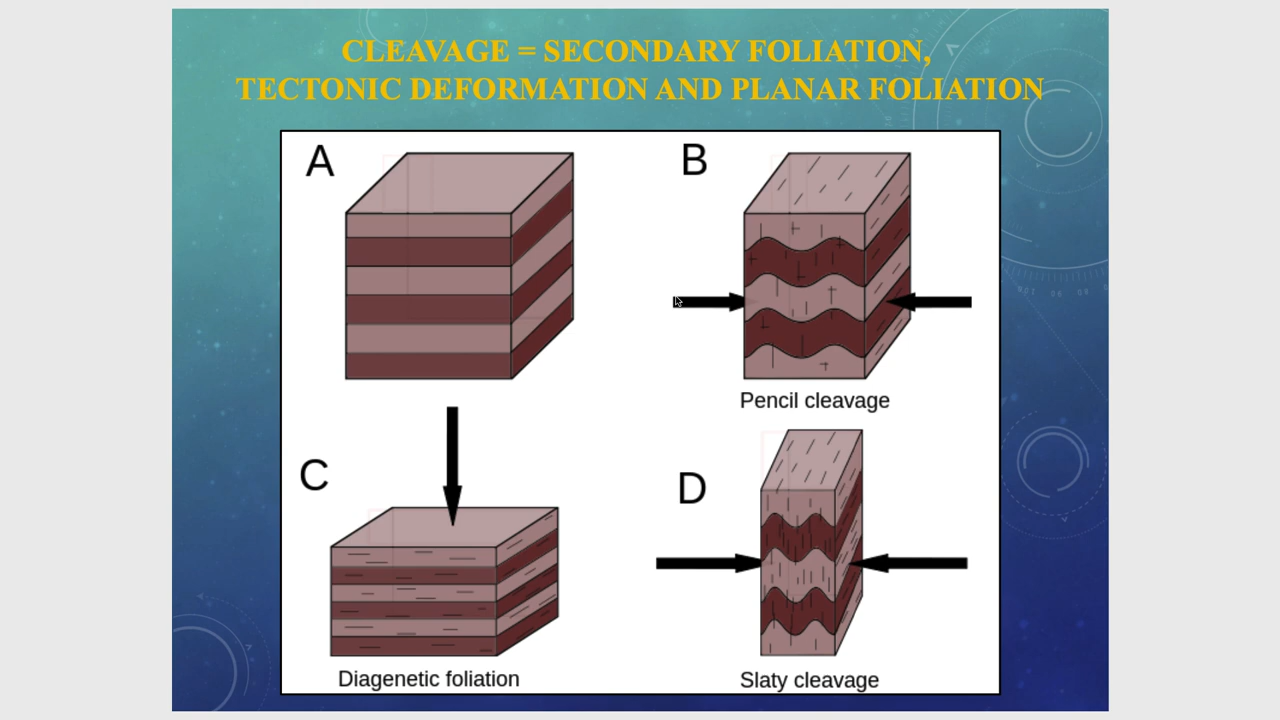 CLEAVAGE = SECONDARY FOLIATION,
TECTONIC DEFORMATION AND PLANAR FOLIATION
A
B
Pencil cleavage
C
D
Diagenetic foliation
Slaty cleavage